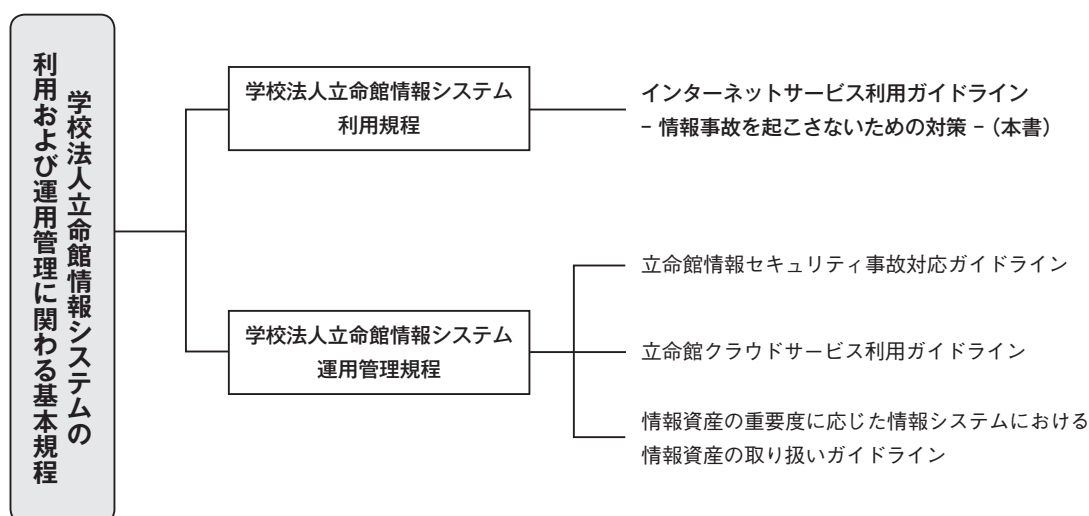 学校法人立命館情報システムの
利用および運用管理に関わる基本規程
学校法人立命館情報システム
利用規程
インターネットサービス利用ガイドライン
− 情報事故を起こさないための対策 −（本書）
学校法人立命館情報システム
運用管理規程
立命館情報セキュリティ事故対応ガイドライン
立命館クラウドサービス利用ガイドライン
情報資産の重要度に応じた情報システムにおける
情報資産の取り扱いガイドライン